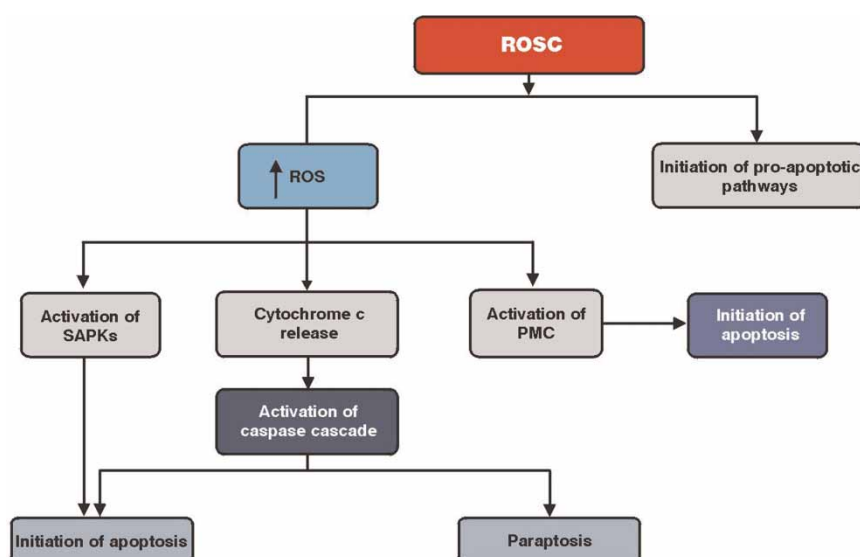 ROSC
ROS
Initiation of pro-apoptotic
pathways
Activation of
SAPKs
Cytochrome c
release
Activation of
PMC
Initiation of
apoptosis
Activation of
caspase cascade
Initiation of apoptosis
Paraptosis